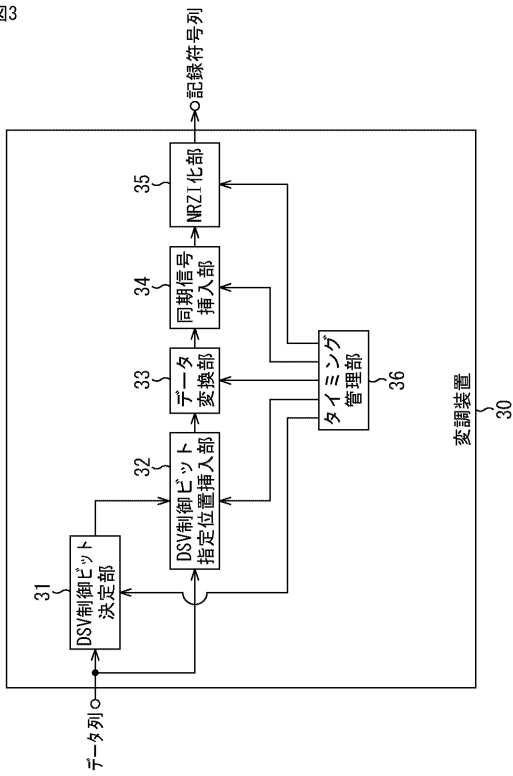 図3
データ列
31
DSV制御ビット
決定部
32
DSV制御ビット
指定位置挿入部
33
データ
変換部
34
同期信号
挿入部
35
NRZI化部
記録符号列
タイミング
管理部
36
変調装置
30